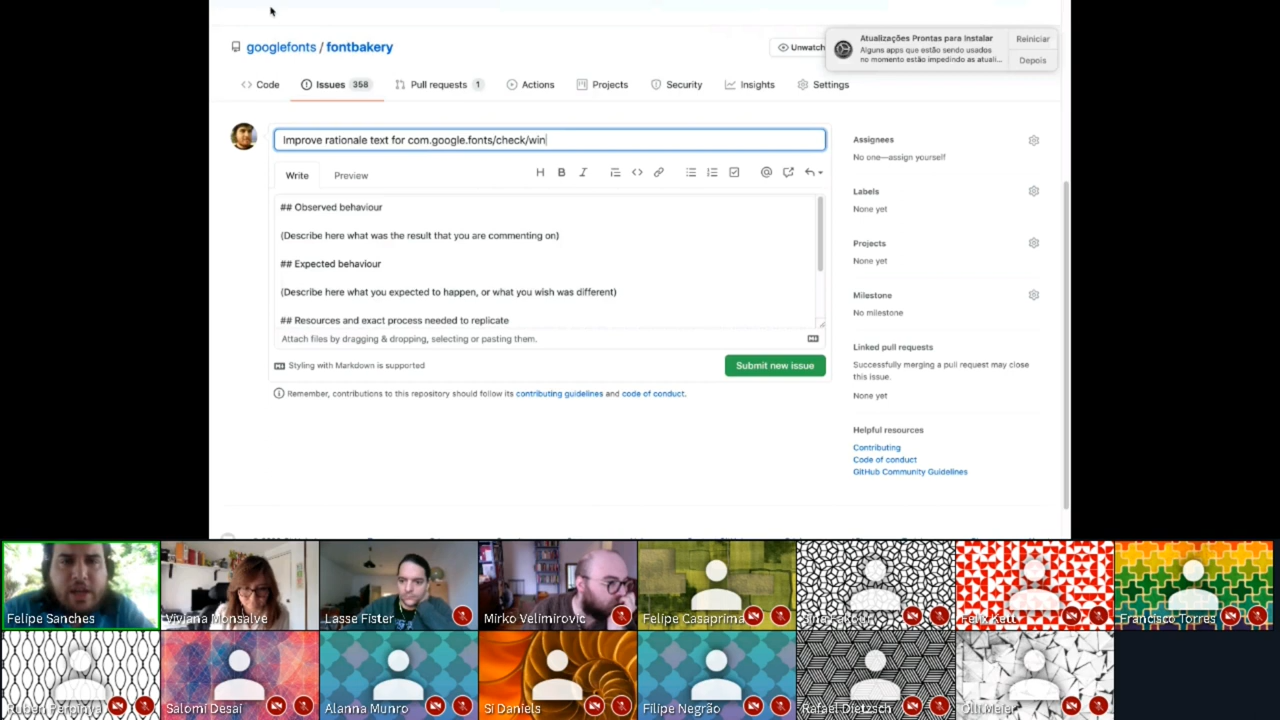 googlefonts / fontbakery
Unwatch
Atualizações Prontas para Instalar
Alguns apps que estão sendo usados
no momento estão impedindo as atuali...
Reiniciar
Depois
Code
Issues 358
Pull requests 1
Actions
Projects
Security
Insights
Settings
Improve rationale text for com.google.fonts/check/win
Write
Preview
## Observed behaviour
(Describe here what was the result that you are commenting on)
## Expected behaviour
(Describe here what you expected to happen, or what you wish was different)
## Resources and exact process needed to replicate
Attach files by dragging & dropping, selecting or pasting them.
Styling with Markdown is supported
Submit new issue
Remember, contributions to this repository should follow its contributing guidelines and code of conduct.
Assignees
No one—assign yourself
Labels
None yet
Projects
None yet
Milestone
No milestone
Linked pull requests
Successfully merging a pull request may close
this issue.
None yet
Helpful resources
Contributing
Code of conduct
GitHub Community Guidelines
Felipe Sanches
Viviana Monsalve
Lasse Fister
Mirko Velimirovic
Felipe Casaprima
Felix Kett
Francisco Torres
Salomi Desai
Alanna Munro
Si Daniels
Filipe Negrão
Rafael Dietzsch
Olli Meier